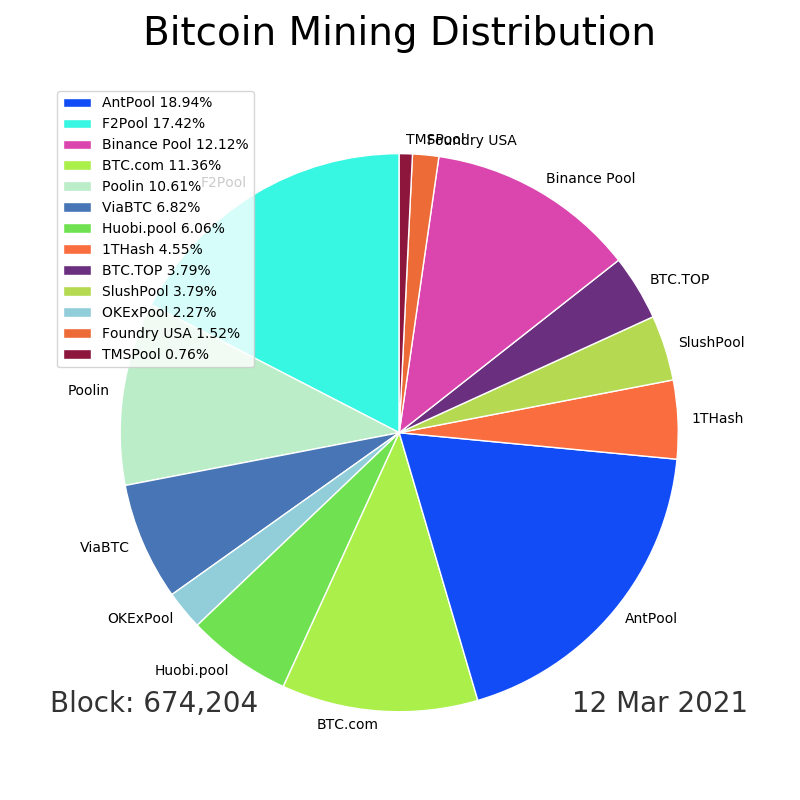 Bitcoin Mining Distribution
AntPool 18.94%
F2Pool 17.42%
Binance Pool 12.12%
BTC.com 11.36%
Poolin 10.61%
ViaBTC 6.82%
Huobi.pool 6.06%
1THash 4.55%
BTC.TOP 3.79%
SlushPool 3.79%
OKExPool 2.27%
Foundry USA 1.52%
TMSPool 0.76%
TMSPool
Foundry USA
F2Pool
Binance Pool
BTC.TOP
SlushPool
Poolin
1THash
ViaBTC
OKExPool
AntPool
Huobi.pool
BTC.com
Block: 674,204
12 Mar 2021